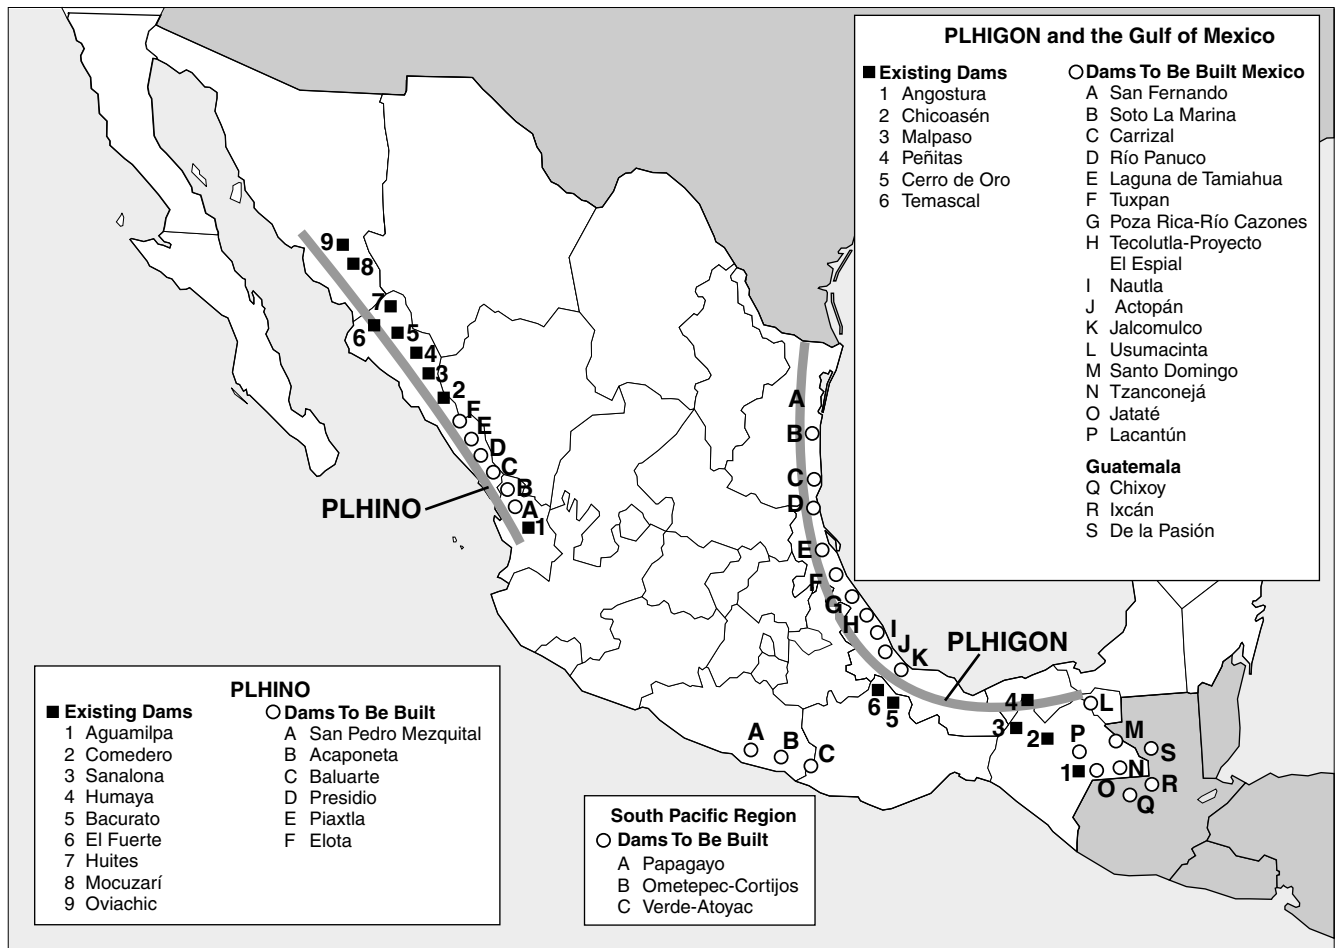 PLHIGON and the Gulf of Mexico
Existing Dams
1 Angostura
2 Chicoasén
3 Malpaso
4 Peñitas
5 Cerro de Oro
6 Temascal
Dams To Be Built Mexico
A San Fernando
B Soto La Marina
C Carrizal
D Río Panuco
E Laguna de Tamiahua
F Tuxpan
G Poza Rica-Río Cazones
H Tecolutla-Proyecto
El Espial
I Nautla
J Actopán
K Jalcomulco
L Usumacinta
M Santo Domingo
N Tzanconejá
O Jataté
P Lacantún
Guatemala
Q Chixoy
R Ixcán
S De la Pasión
9
8
7
6
5
4
3
2
F
E
D
C
B
A
1
PLHINO
A
B
C
D
E
F
G
H
I
J
K
PLHIGON
6
5
4
3
2
1
L
M
P
S
N
O
R
Q
A
B
C
PLHINO
Existing Dams
1 Aguamilpa
2 Comedero
3 Sanalona
4 Humaya
5 Bacurato
6 El Fuerte
7 Huites
8 Mocuzarí
9 Oviachic
Dams To Be Built
A San Pedro Mezquital
B Acaponeta
C Baluarte
D Presidio
E Piaxtla
F Elota
South Pacific Region
Dams To Be Built
A Papagayo
B Ometepec-Cortijos
C Verde-Atoyac